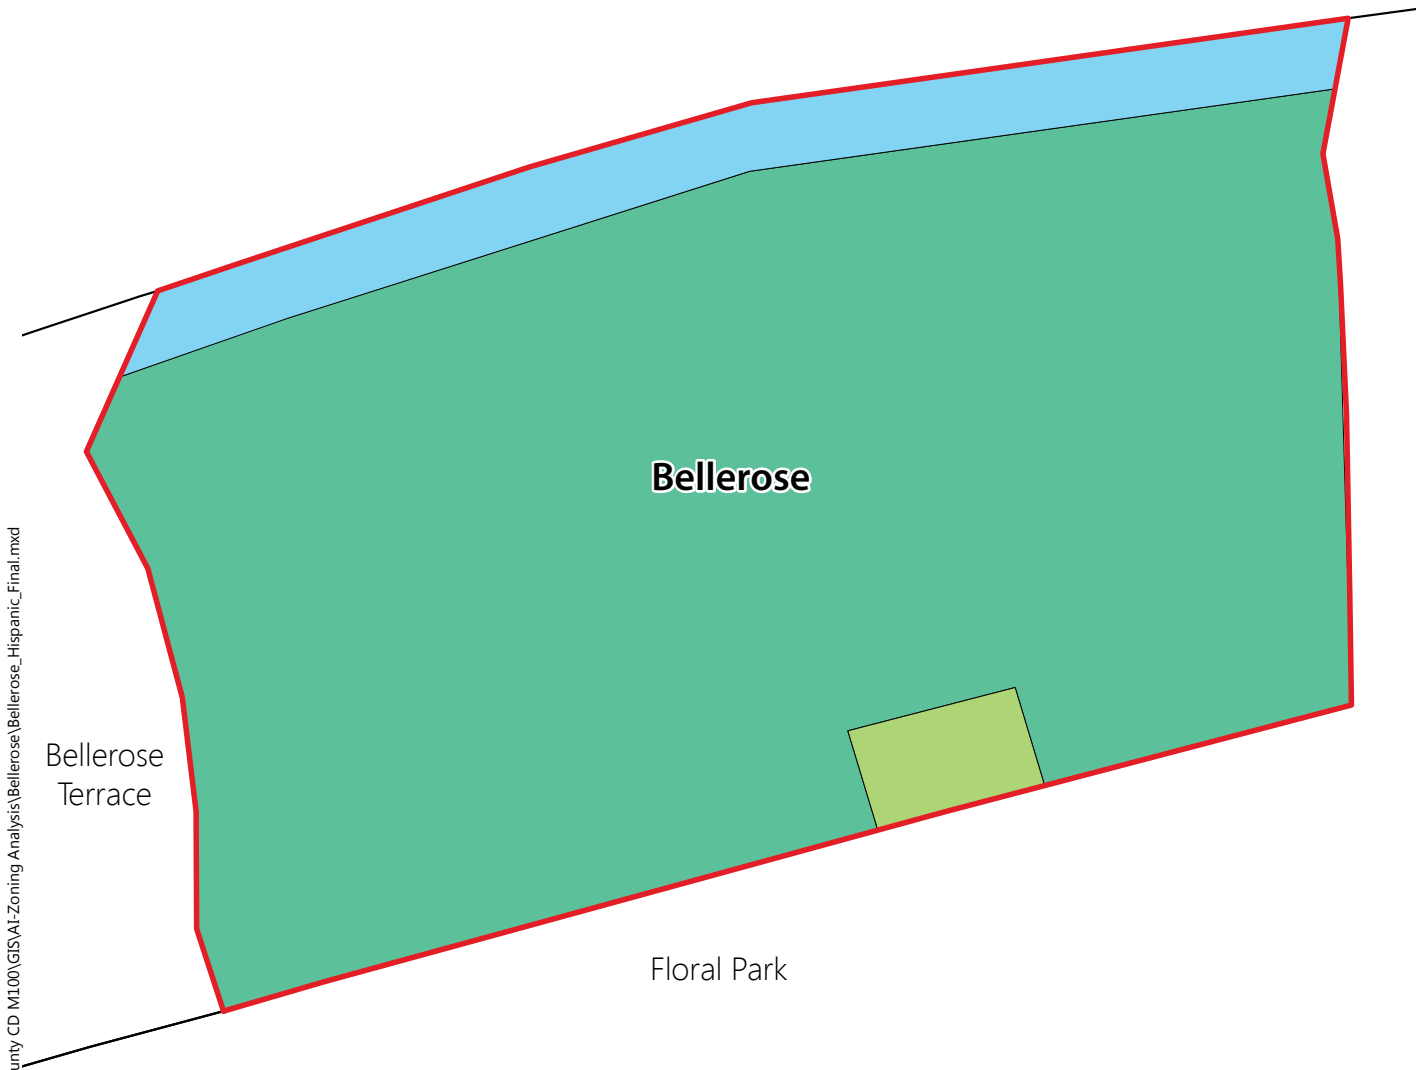 Bellerose
Bellerose
Terrace
Floral Park
unty CD M100\GIS\AI-Zoning Analysis\Bellerose\Bellerose_Hispanic_Final.mxd